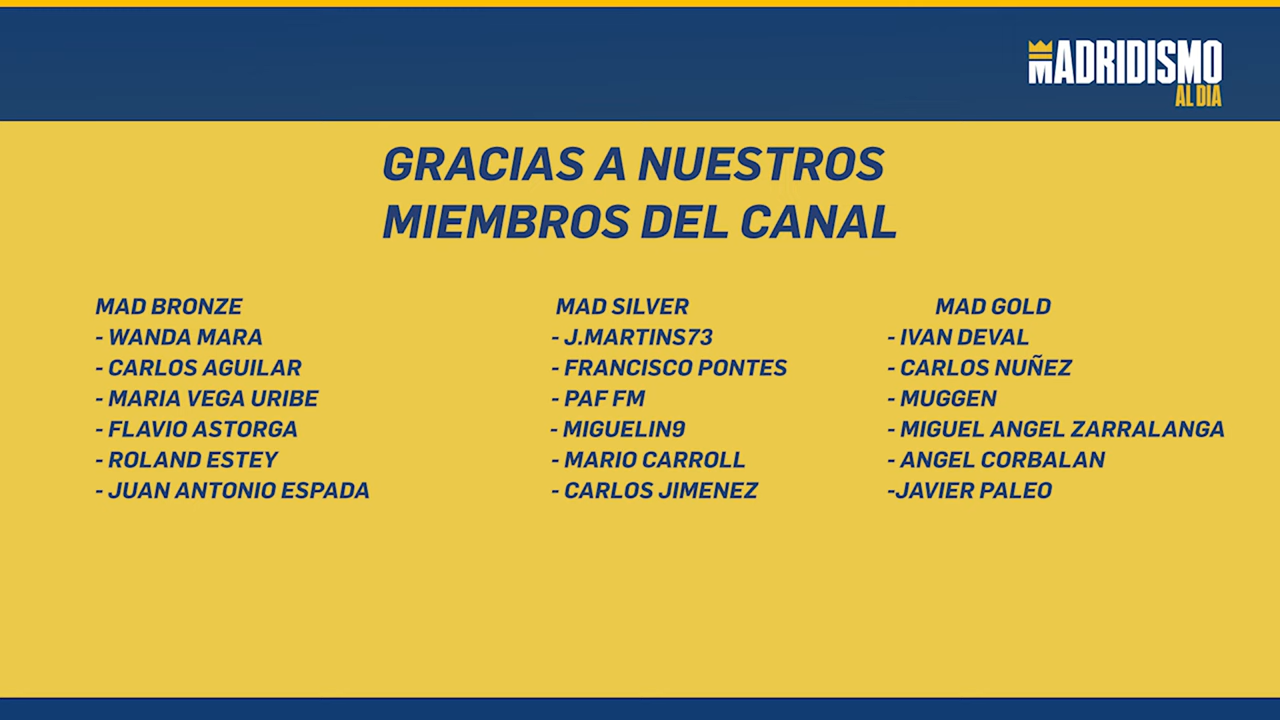 MADRIDISMO
AL DIA
GRACIAS A NUESTROS
MIEMBROS DEL CANAL
MAD BRONZE
- WANDA MARA
- CARLOS AGUILAR
- MARIA VEGA URIBE
- FLAVIO ASTORGA
- ROLAND ESTEY
- JUAN ANTONIO ESPADA
MAD SILVER
- J.MARTINS73
- FRANCISCO PONTES
- PAF FM
- MIGUELIN9
- MARIO CARROLL
- CARLOS JIMENEZ
MAD GOLD
- IVAN DEVAL
- CARLOS NUÑEZ
- MUGGEN
- MIGUEL ANGEL ZARRALANGA
- ANGEL CORBALAN
-JAVIER PALEO